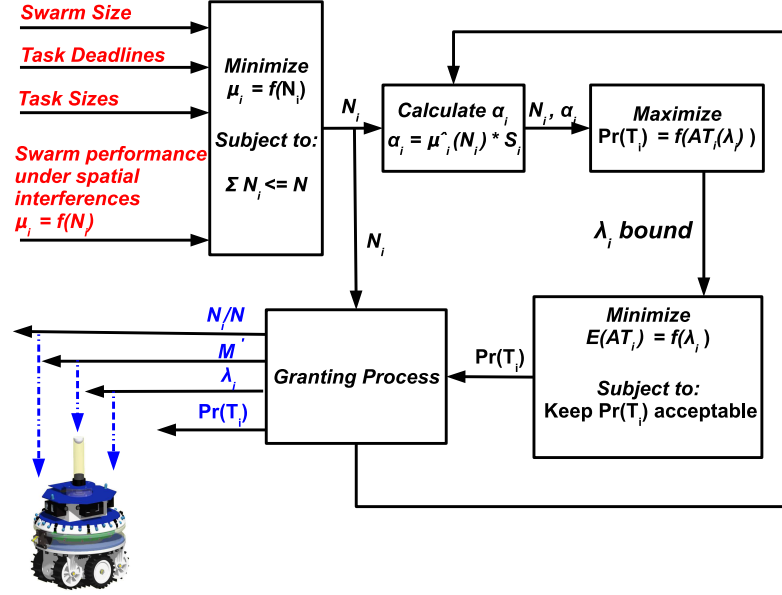 Swarm Size
Task Deadlines
Task Sizes
Swarm performance
under spatial
interferences
μi = f(Ni)
Minimize
μi = f(Ni)
Subject to:
Σ Ni <= N
Ni
Ni
Calculate αi
αi = μ^i (Ni) * Si
Ni, αi
Maximize
Pr(Ti) = f(ATi(λi) )
λi bound
Minimize
E(ATi) = f(λi)
Subject to:
Keep Pr(Ti) acceptable
Pr(Ti)
Granting Process
Ni/N
M'
λi
Pr(Ti)